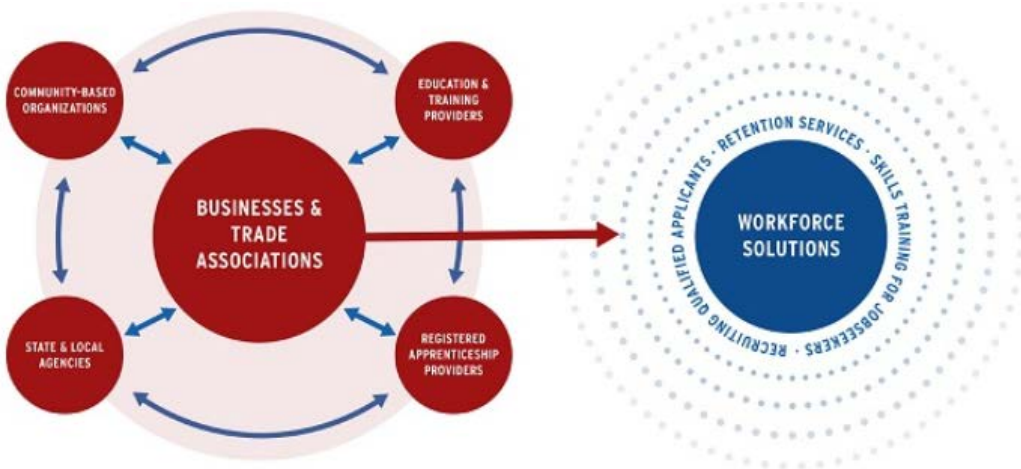 COMMUNITY-BASED
ORGANIZATIONS
EDUCATION &
TRAINING
PROVIDERS
BUSINESSES &
TRADE
ASSOCIATIONS
STATE & LOCAL
AGENCIES
REGISTERED
APPRENTICESHIP
PROVIDERS
WORKFORCE
SOLUTIONS
RECRUITING QUALIFIED APPLICANTS · RETENTION SERVICES · SKILLS TRAINING FOR JOBSEEKERS ·